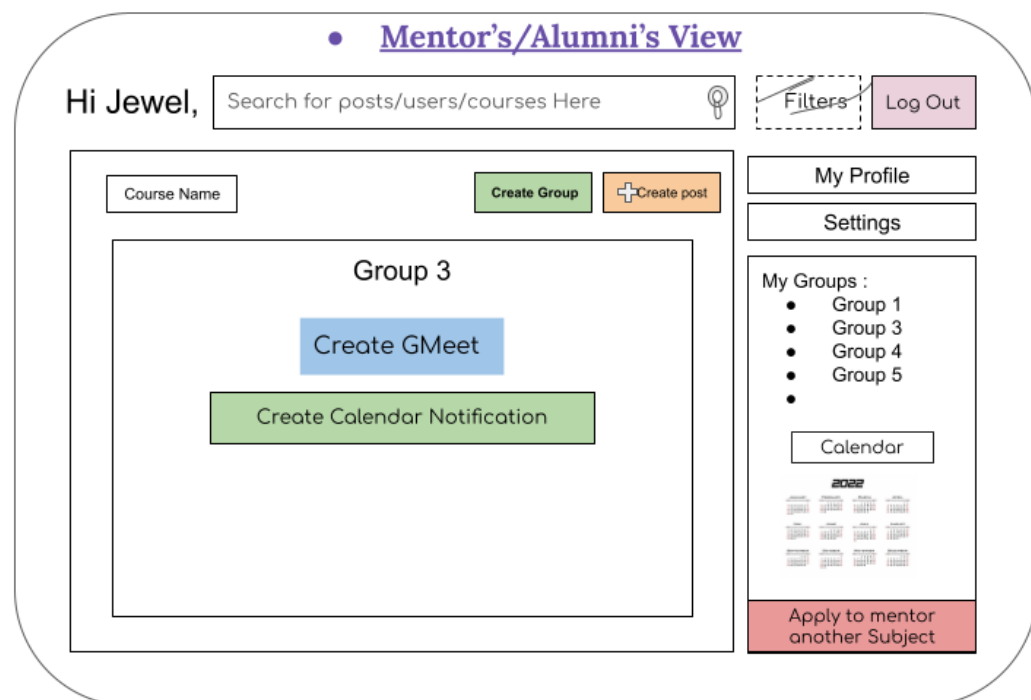 Mentor's/Alumni's View
Hi Jewel,
Search for posts/users/courses Here
Filters
Log Out
Course Name
Create Group
Create post
Group 3
Create GMeet
Create Calendar Notification
My Profile
Settings
My Groups :
Group 1
Group 3
Group 4
Group 5
Calendar
2022
Apply to mentor
another Subject